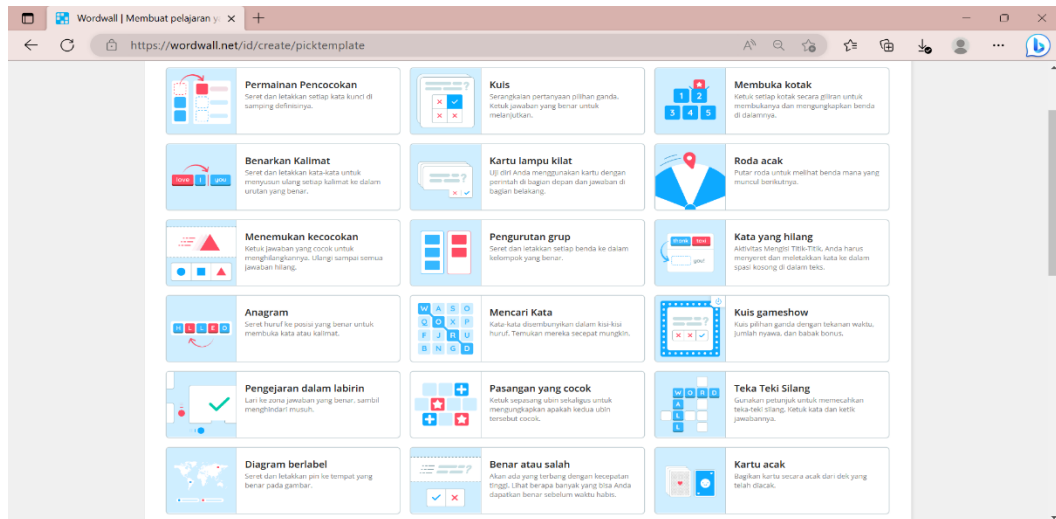 Wordwall | Membuat pelajaran y
https://wordwall.net/id/create/picktemplate
Permainan Pencocokan
Seret dan letakkan setiap kata kunci di
samping definisinya.
Kuis
Serangkaian pertanyaan pilihan ganda.
Ketuk jawaban yang benar untuk
melanjutkan.
1 2
3 4 5
Membuka kotak
Ketuk setiap kotak secara giliran untuk
membukanya dan mengungkapkan benda
di dalamnya.
love I you
Benarkan Kalimat
Seret dan letakkan kata-kata untuk
menyusun ulang setiap kalimat ke dalam
urutan yang benar.
Kartu lampu kilat
Uji diri Anda menggunakan kartu dengan
perintah di bagian depan dan jawaban di
bagian belakang.
Roda acak
Putar roda untuk melihat benda mana yang
muncul berikutnya.
Menemukan kecocokan
Ketuk jawaban yang cocok untuk
menghilangkannya. Ulangi sampai semua
jawaban hilang.
Pengurutan grup
Seret dan letakkan setiap benda ke dalam
kelompok yang benar.
you!
Kata yang hilang
Aktivitas Mengisi Titik-Titik, Anda harus
menyeret dan meletakkan kata ke dalam
spasi kosong di dalam teks.
H L L E O
Anagram
Seret huruf ke posisi yang benar untuk
membuka kata atau kalimat.
W A S O
Q O X P
F J R U
B N G D
Mencari Kata
Kata-kata disembunyikan dalam kisi-kisi
huruf. Temukan mereka secepat mungkin.
Kuis gameshow
Kuis pilihan ganda dengan tekanan waktu,
jumlah nyawa, dan babak bonus.
Pengejaran dalam labirin
Lari ke zona jawaban yang benar, sambil
menghindari musuh.
Pasangan yang cocok
Ketuk sepasang ubin sekaligus untuk
mengungkapkan apakah kedua ubin
tersebut cocok.
W O R D
A
L
L
Teka Teki Silang
Gunakan petunjuk untuk memecahkan
teka-teki silang. Ketuk kata dan ketik
jawabannya.
Diagram berlabel
Seret dan letakkan pin ke tempat yang
benar pada gambar.
Benar atau salah
Akan ada yang terbang dengan kecepatan
tinggi. Lihat berapa banyak yang bisa Anda
dapatkan benar sebelum waktu habis.
Kartu acak
Bagikan kartu secara acak dari dek yang
telah diacak.